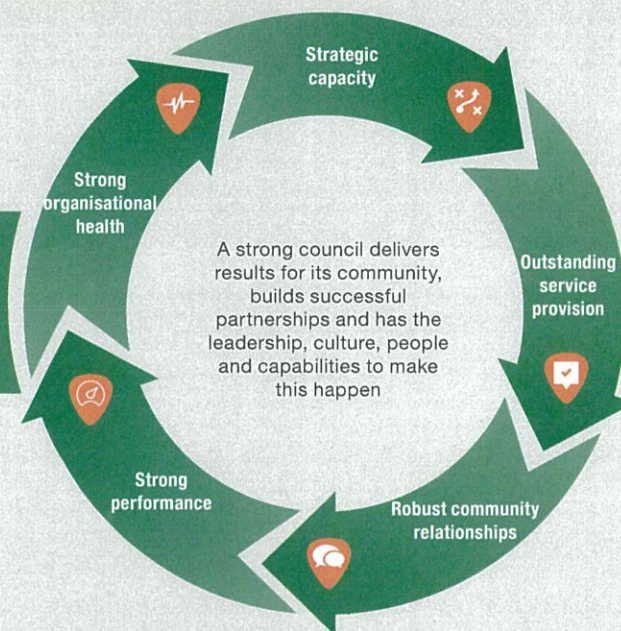 Strategic
capacity
Strong
organisational
health
A strong council delivers
results for its community,
builds successful
partnerships and has the
leadership, culture, people
and capabilities to make
this happen
Outstanding
service
provision
Strong
performance
Robust community
relationships